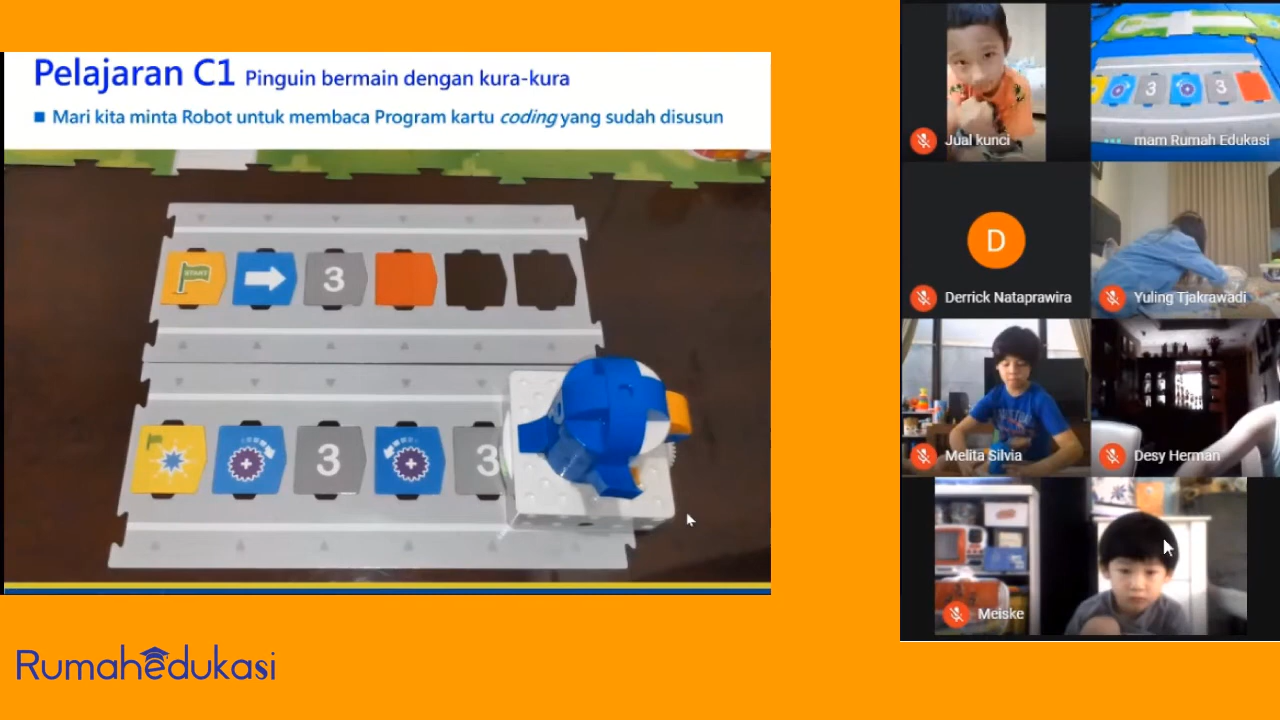 Pelajaran C1 Pinguin bermain dengan kura-kura
Mari kita minta Robot untuk membaca Program kartu coding yang sudah disusun
START
3
3
3
RumahEdukasi
Jual kunci
3
3
mam Rumah Edukasi
D
Derrick Nataprawira
Yuling Tjakrawadi
Melita Silvia
Desy Herman
Meiske